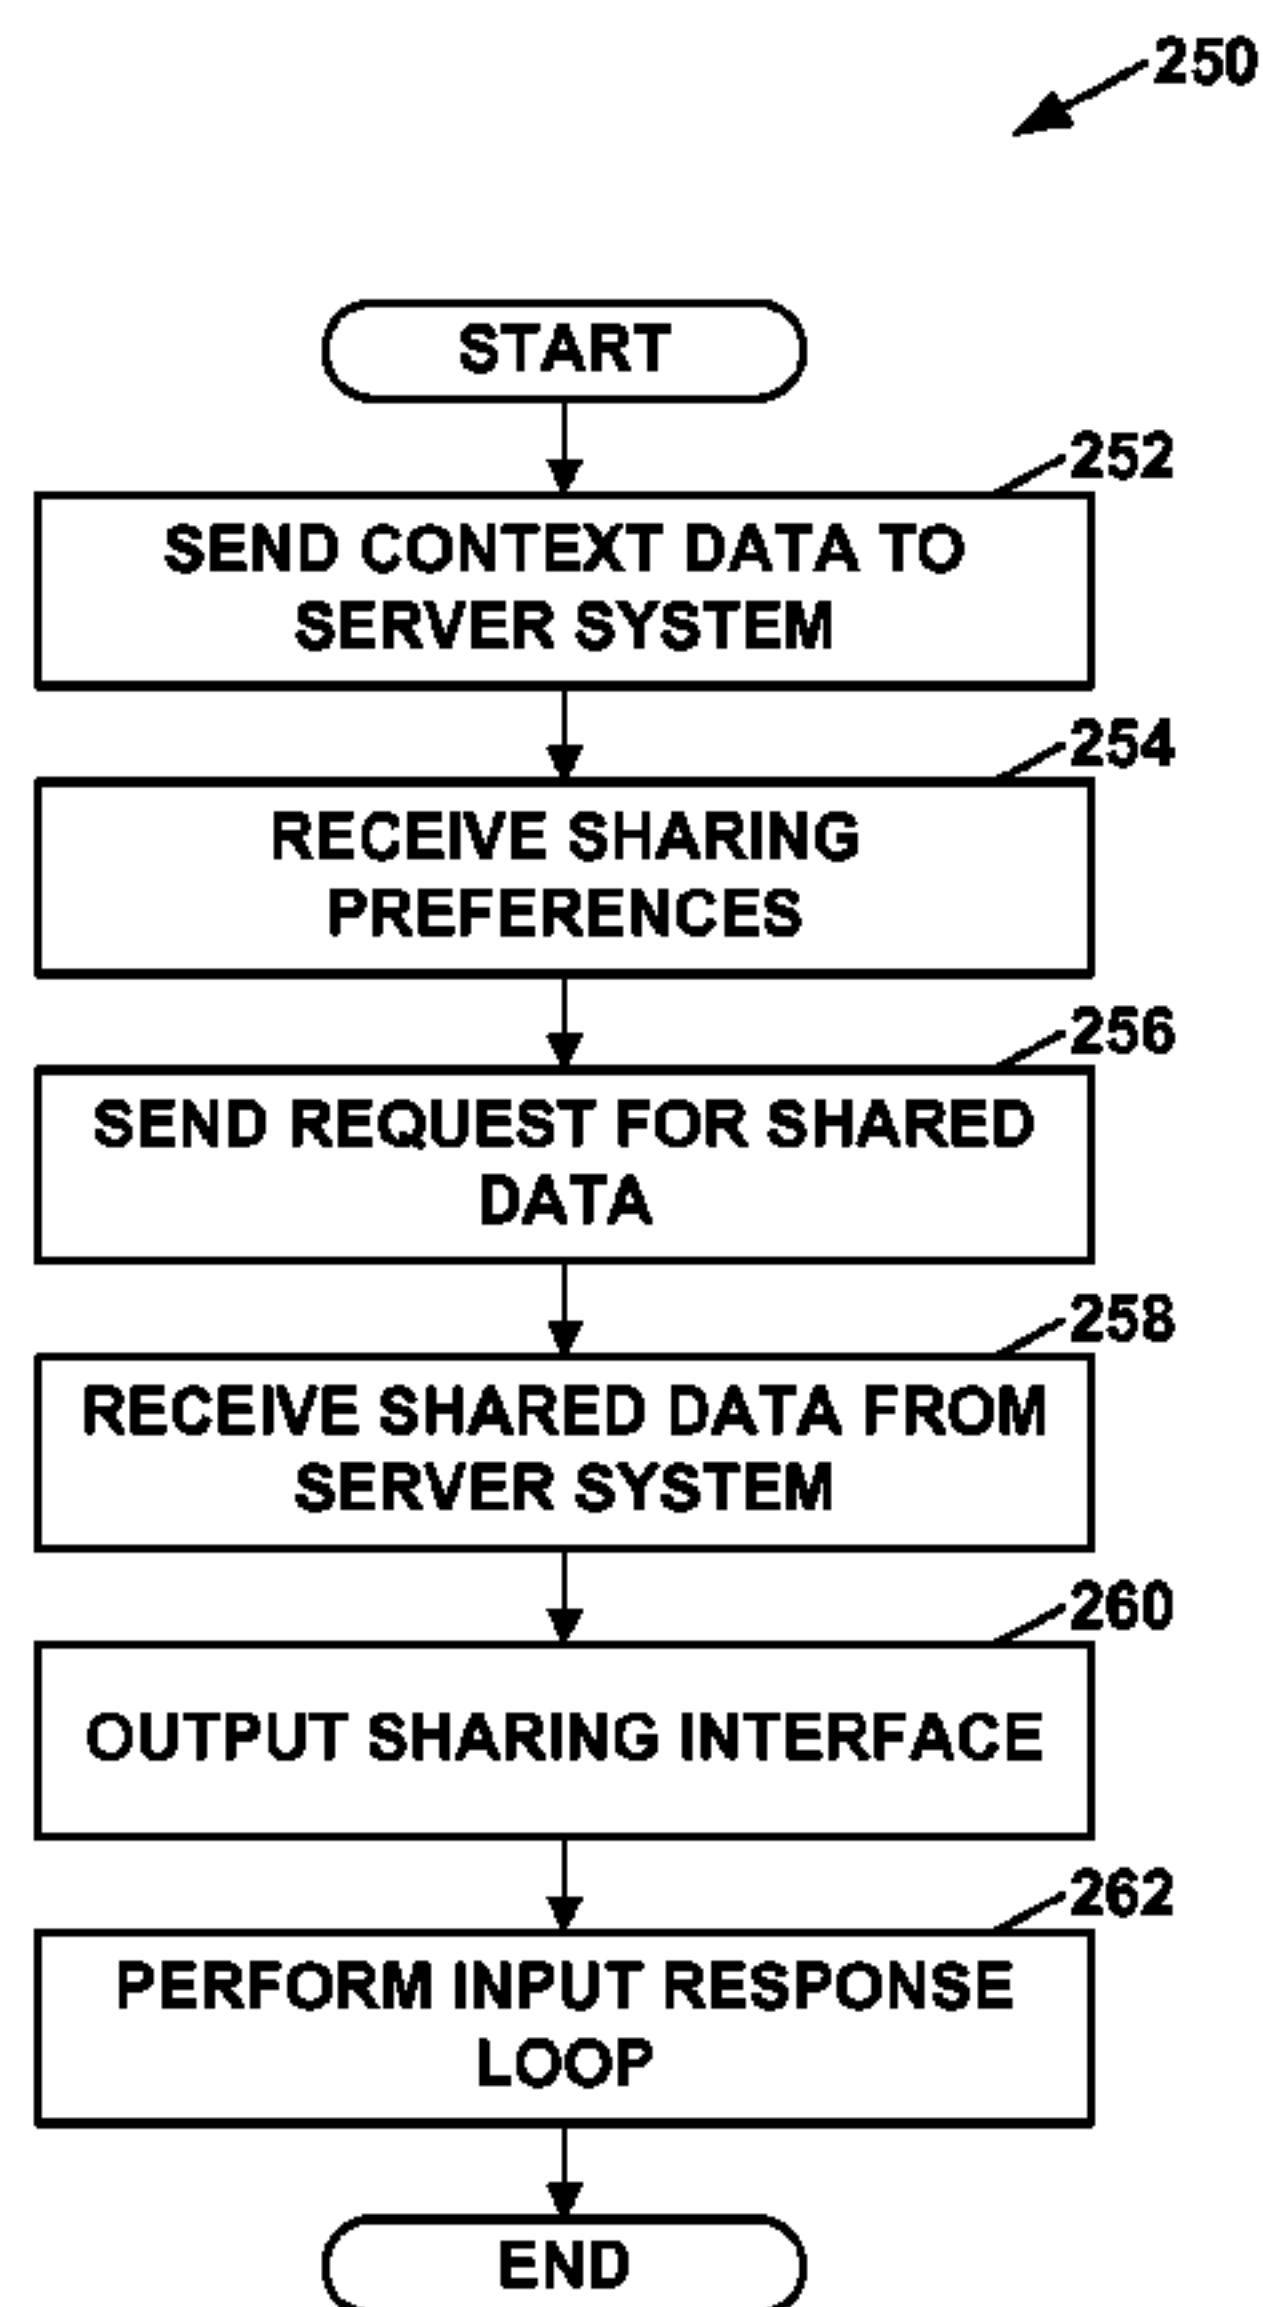 250
START
252
SEND CONTEXT DATA TO
SERVER SYSTEM
254
RECEIVE SHARING
PREFERENCES
256
SEND REQUEST FOR SHARED
DATA
258
RECEIVE SHARED DATA FROM
SERVER SYSTEM
260
OUTPUT SHARING INTERFACE
262
PERFORM INPUT RESPONSE
LOOP
END